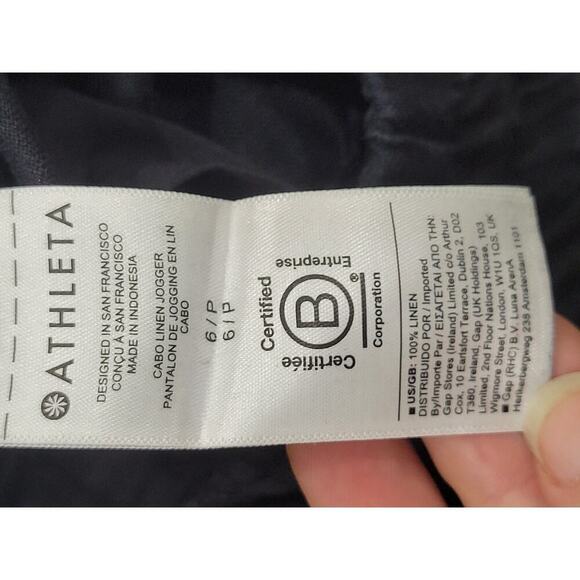 ATHLETA
DESIGNED IN SAN FRANCISCO
CONÇU À SAN FRANCISCO
MADE IN INDONESIA
CABO LINEN JOGGER
PANTALON DE JOGGING EN LIN
CABO
6/P
6/P
Certified
Certifiée
B
®
Entreprise
Corporation
■ US/GB: 100% LINEN
DISTRIBUIDO POR / Imported
By/Importe Par / ΕΙΣΑΓΕΤΑΙ ΑΠΟ ΤΗΝ:
Gap Stores (Ireland) Limited c/o Arthur
Cox, 10 Earlsfort Terrace, Dublin 2, D02
T380, Ireland, Gap (UK Holdings)
Limited, 2nd Floor Nations House, 103
Wigmore Street, London, W1U 1QS, UK
■ Gap (RHC) B.V. Luna ArenA
Herikerbergweg 238 Amsterdam 1101